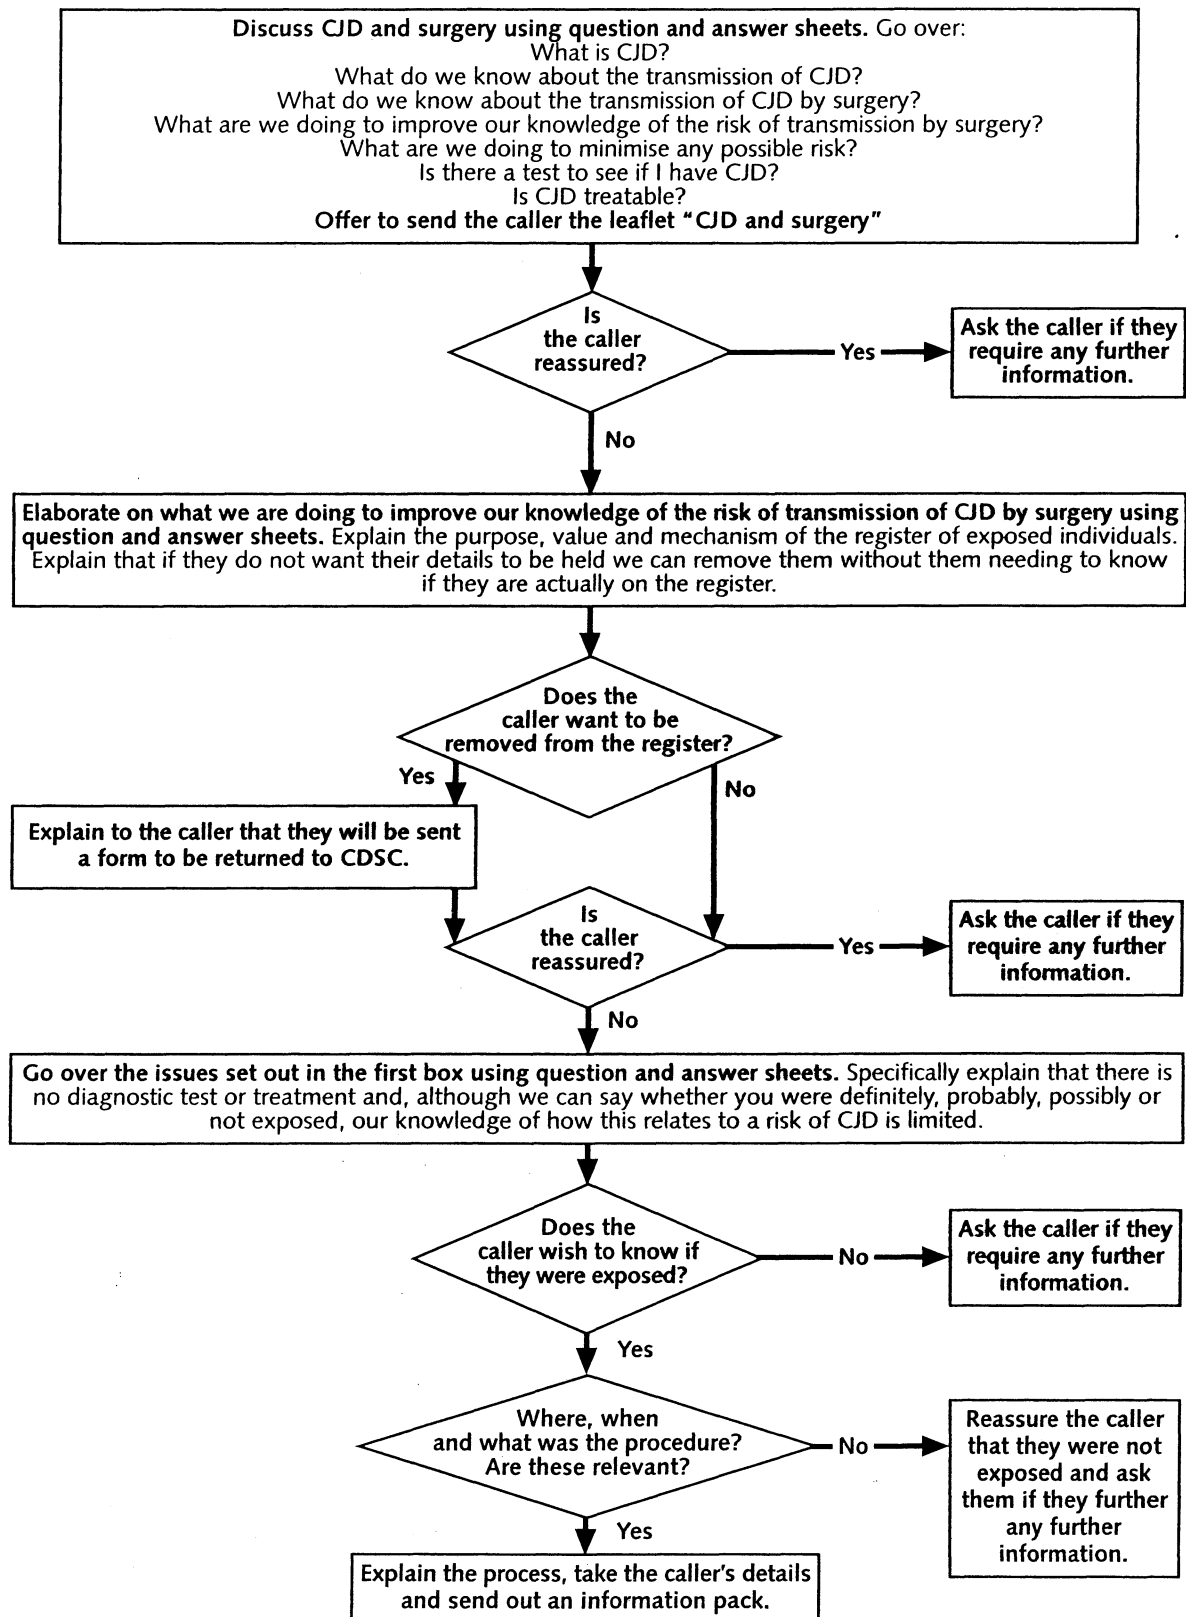 Discuss CJD and surgery using question and answer sheets. Go over:
What is CJD?
What do we know about the transmission of CJD?
What do we know about the transmission of CJD by surgery?
What are we doing to improve our knowledge of the risk of transmission by surgery?
What are we doing to minimise any possible risk?
Is there a test to see if I have CJD?
Is CJD treatable?
Offer to send the caller the leaflet "CJD and surgery"
Is
the caller
reassured?
Yes
Ask the caller if they
require any further
information.
No
Elaborate on what we are doing to improve our knowledge of the risk of transmission of CJD by surgery using
question and answer sheets. Explain the purpose, value and mechanism of the register of exposed individuals.
Explain that if they do not want their details to be held we can remove them without them needing to know
if they are actually on the register.
Does the
caller want to be
removed from the register?
Yes
No
Explain to the caller that they will be sent
a form to be returned to CDSC.
Is
the caller
reassured?
Yes
Ask the caller if they
require any further
information.
No
Go over the issues set out in the first box using question and answer sheets. Specifically explain that there is
no diagnostic test or treatment and, although we can say whether you were definitely, probably, possibly or
not exposed, our knowledge of how this relates to a risk of CJD is limited.
Does the
caller wish to know if
they were exposed?
No
Ask the caller if they
require any further
information.
Yes
Where, when
and what was the procedure?
Are these relevant?
No
Reassure the caller
that they were not
exposed and ask
them if they further
any further
information.
Yes
Explain the process, take the caller's details
and send out an information pack.